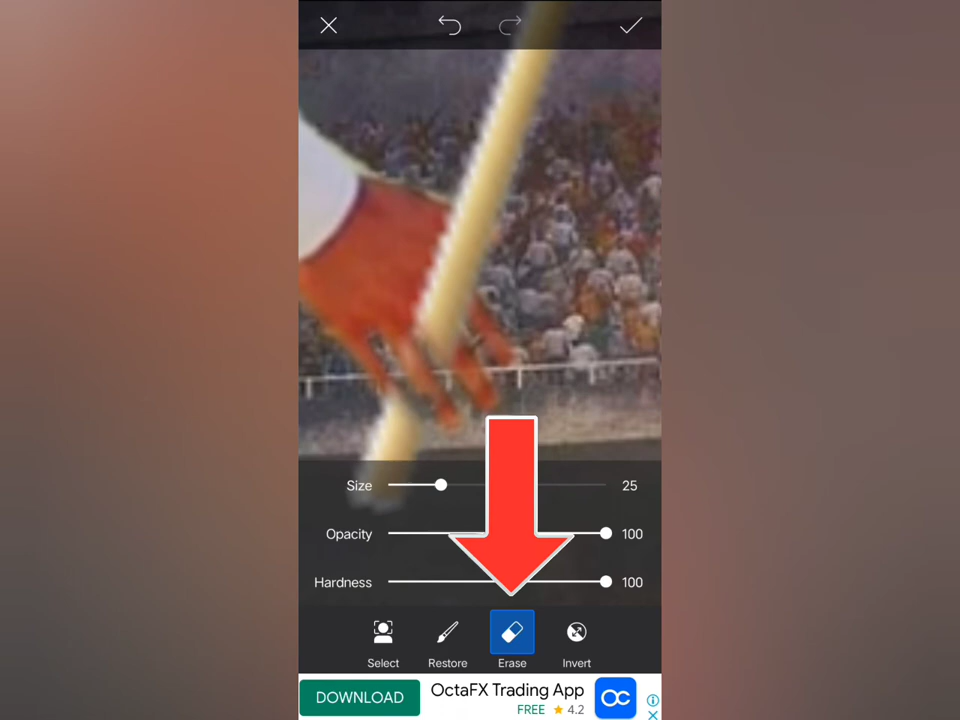 Size 25
Opacity 100
Hardness 100
Select Restore Erase Invert
DOWNLOAD
OctaFX Trading App
FREE ★ 4.2